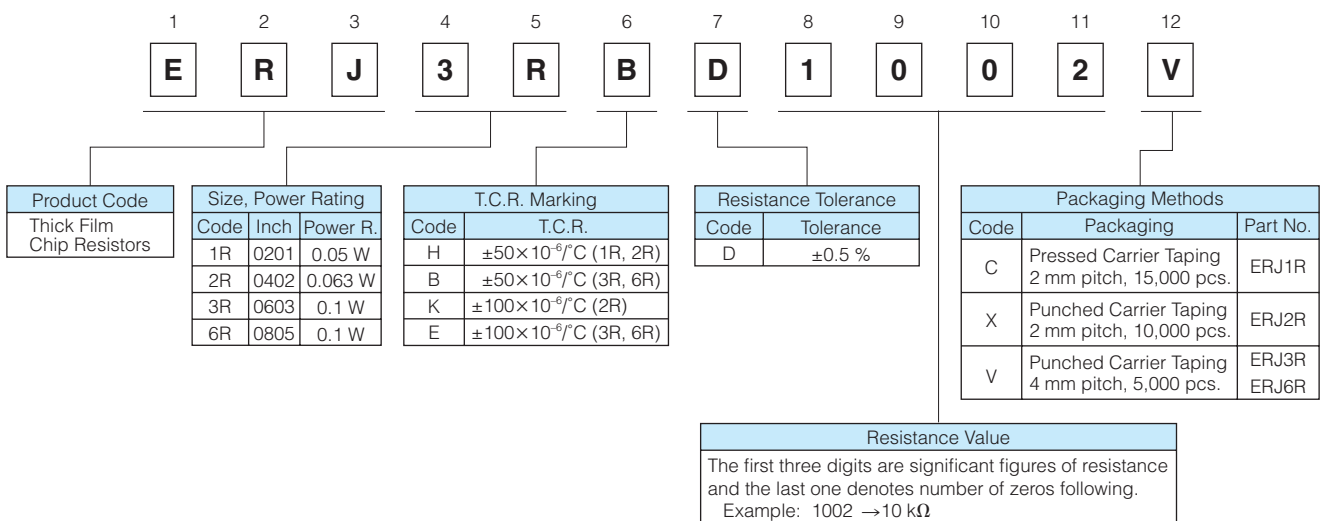 1 2 3 4 5 6 7 8 9 10 11 12
E R J 3 R B D 1 0 0 2 V
Product Code
Thick Film
Chip Resistors
Size, Power Rating
Code Inch Power R.
1R 0201 0.05 W
2R 0402 0.063 W
3R 0603 0.1 W
6R 0805 0.1 W
T.C.R. Marking
Code T.C.R.
H ±50×10⁻⁶/°C (1R, 2R)
B ±50×10⁻⁶/°C (3R, 6R)
K ±100×10⁻⁶/°C (2R)
E ±100×10⁻⁶/°C (3R, 6R)
Resistance Tolerance
Code Tolerance
D ±0.5 %
Packaging Methods
Code Packaging Part No.
C Pressed Carrier Taping
2 mm pitch, 15,000 pcs. ERJ1R
X Punched Carrier Taping
2 mm pitch, 10,000 pcs. ERJ2R
V Punched Carrier Taping ERJ3R
4 mm pitch, 5,000 pcs. ERJ6R
Resistance Value
The first three digits are significant figures of resistance
and the last one denotes number of zeros following.
Example: 1002 →10 kΩ